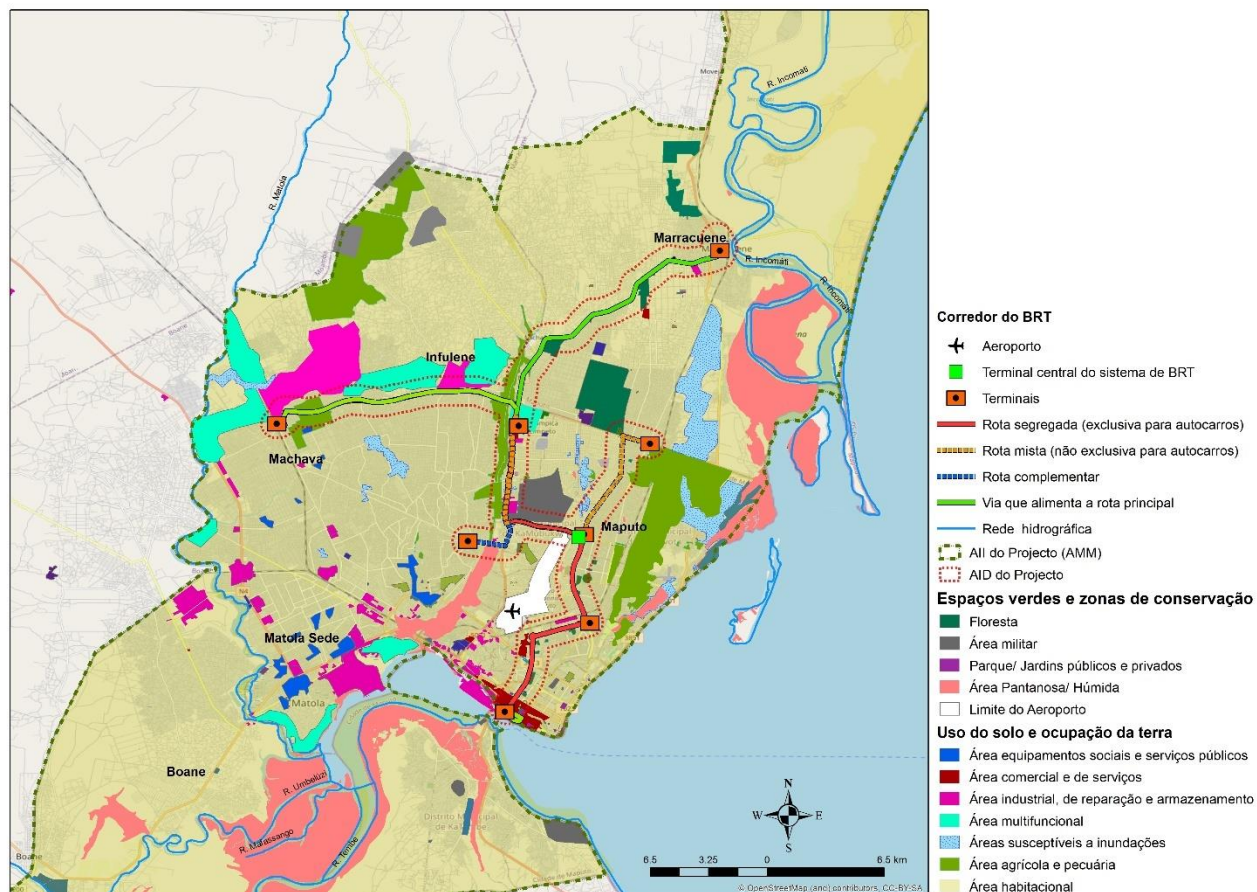 Moveja
R. Incomati
R. Matola
Marracuene
R. Incomati
R. Incomati
Infulene
Machava
Maputo
Matola Sede
N4
Matola
Boane
R. Umbelúzi
R. Mafassango
R. Tembe
Distrito Municipal
Boane
N
W E
S
6.5 3.25 0 6.5 km
© OpenStreetMap (and) contributors, CC-BY-SA
Corredor do BRT
Aeroporto
Terminal central do sistema de BRT
Terminais
Rota segregada (exclusiva para autocarros)
Rota mista (não exclusiva para autocarros)
Rota complementar
Via que alimenta a rota principal
Rede hidrográfica
AII do Projecto (AMM)
AID do Projecto
Espaços verdes e zonas de conservação
Floresta
Área militar
Parque/ Jardins públicos e privados
Área Pantanosa/ Húmida
Limite do Aeroporto
Uso do solo e ocupação da terra
Área equipamentos sociais e serviços públicos
Área comercial e de serviços
Área industrial, de reparação e armazenamento
Área multifuncional
Áreas susceptíveis a inundações
Área agrícola e pecuária
Área habitacional